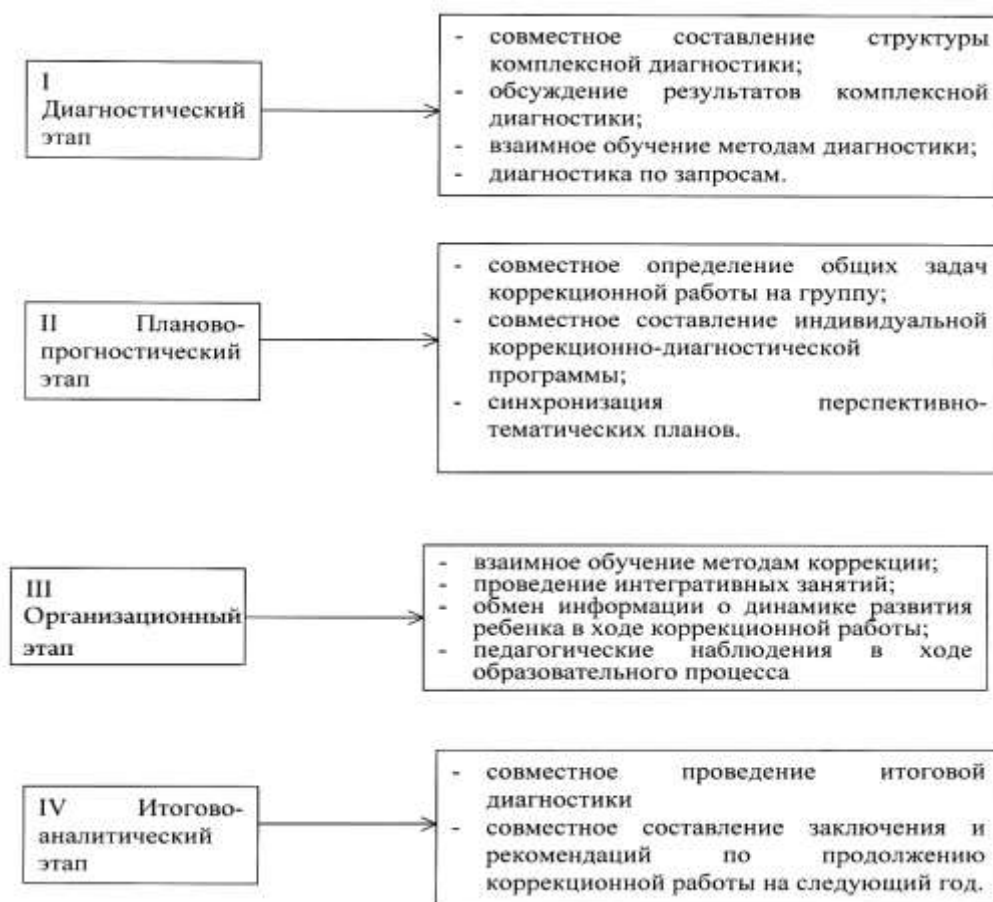 I
Диагностический
этап
- совместное составление структуры
комплексной диагностики;
- обсуждение результатов комплексной
диагностики;
- взаимное обучение методам диагностики;
- диагностика по запросам.
II Планово-
прогностический
этап
- совместное определение общих задач
коррекционной работы на группу;
- совместное составление индивидуальной
коррекционно-диагностической
программы;
- синхронизация перспективно-
тематических планов.
III
Организационный
этап
- взаимное обучение методам коррекции;
- проведение интегративных занятий;
- обмен информации о динамике развития
ребенка в ходе коррекционной работы;
- педагогические наблюдения в ходе
образовательного процесса
IV Итогово-
аналитический
этап
- совместное проведение итоговой
диагностики
- совместное составление заключения и
рекомендаций по продолжению
коррекционной работы на следующий год.